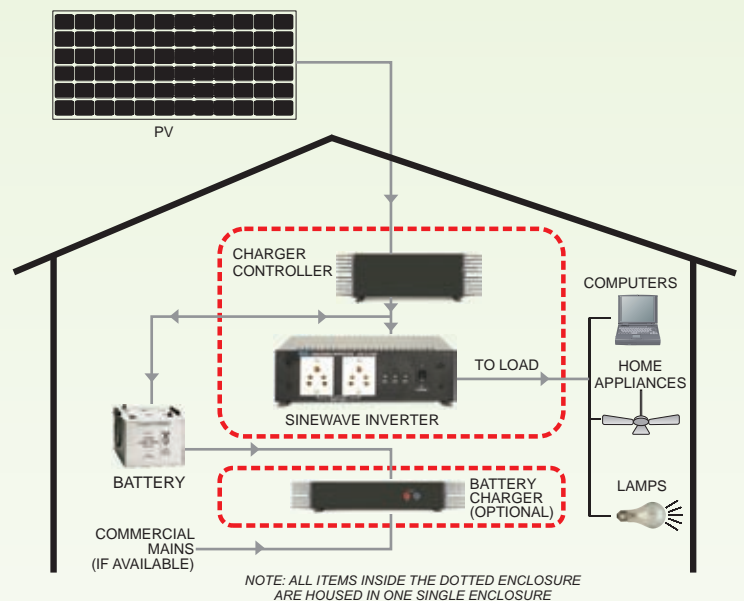 PV
CHARGER
CONTROLLER
COMPUTERS
TO LOAD
HOME
APPLIANCES
SINEWAVE INVERTER
BATTERY
BATTERY
CHARGER
(OPTIONAL)
LAMPS
COMMERCIAL
MAINS
(IF AVAILABLE)
NOTE: ALL ITEMS INSIDE THE DOTTED ENCLOSURE
ARE HOUSED IN ONE SINGLE ENCLOSURE